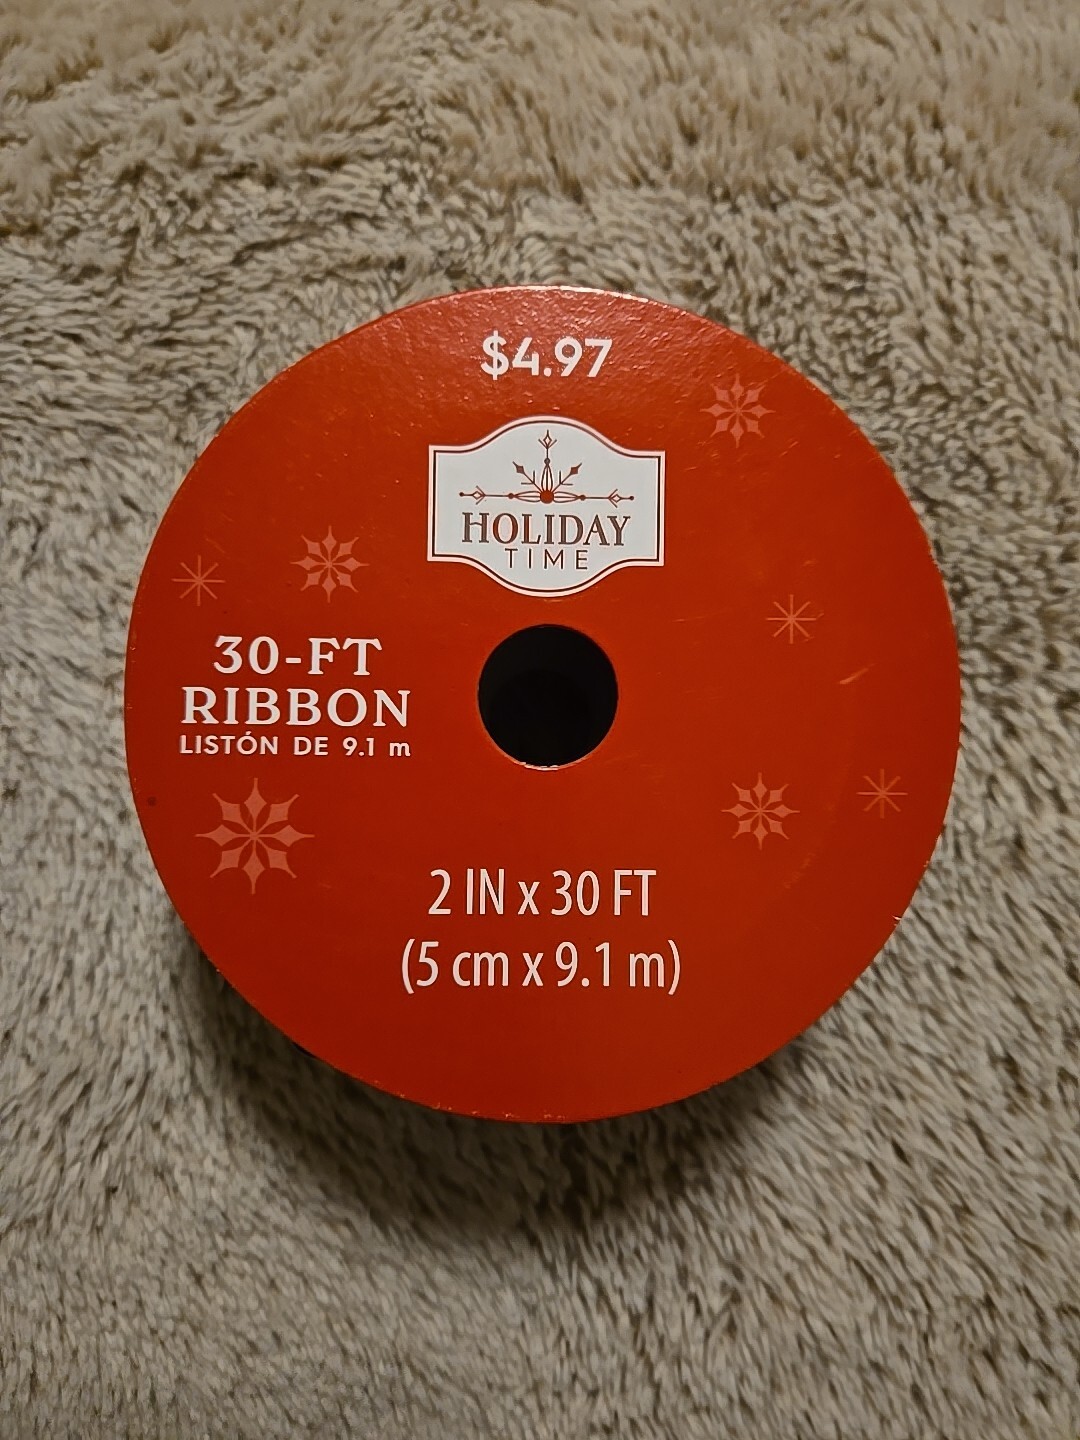 $4.97
HOLIDAY
TIME
30-FT
RIBBON
LISTÓN DE 9.1 m
2 IN x 30 FT
(5 cm x 9.1 m)